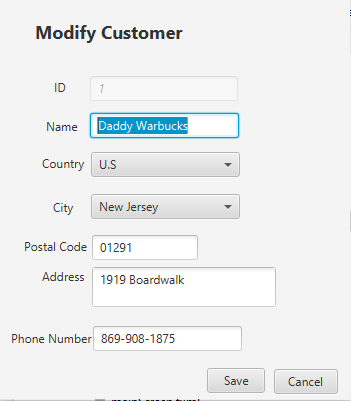 Modify Customer
ID 1
Name Daddy Warbucks
Country U.S
City New Jersey
Postal Code 01291
Address 1919 Boardwalk
Phone Number 869-908-1875
Save Cancel